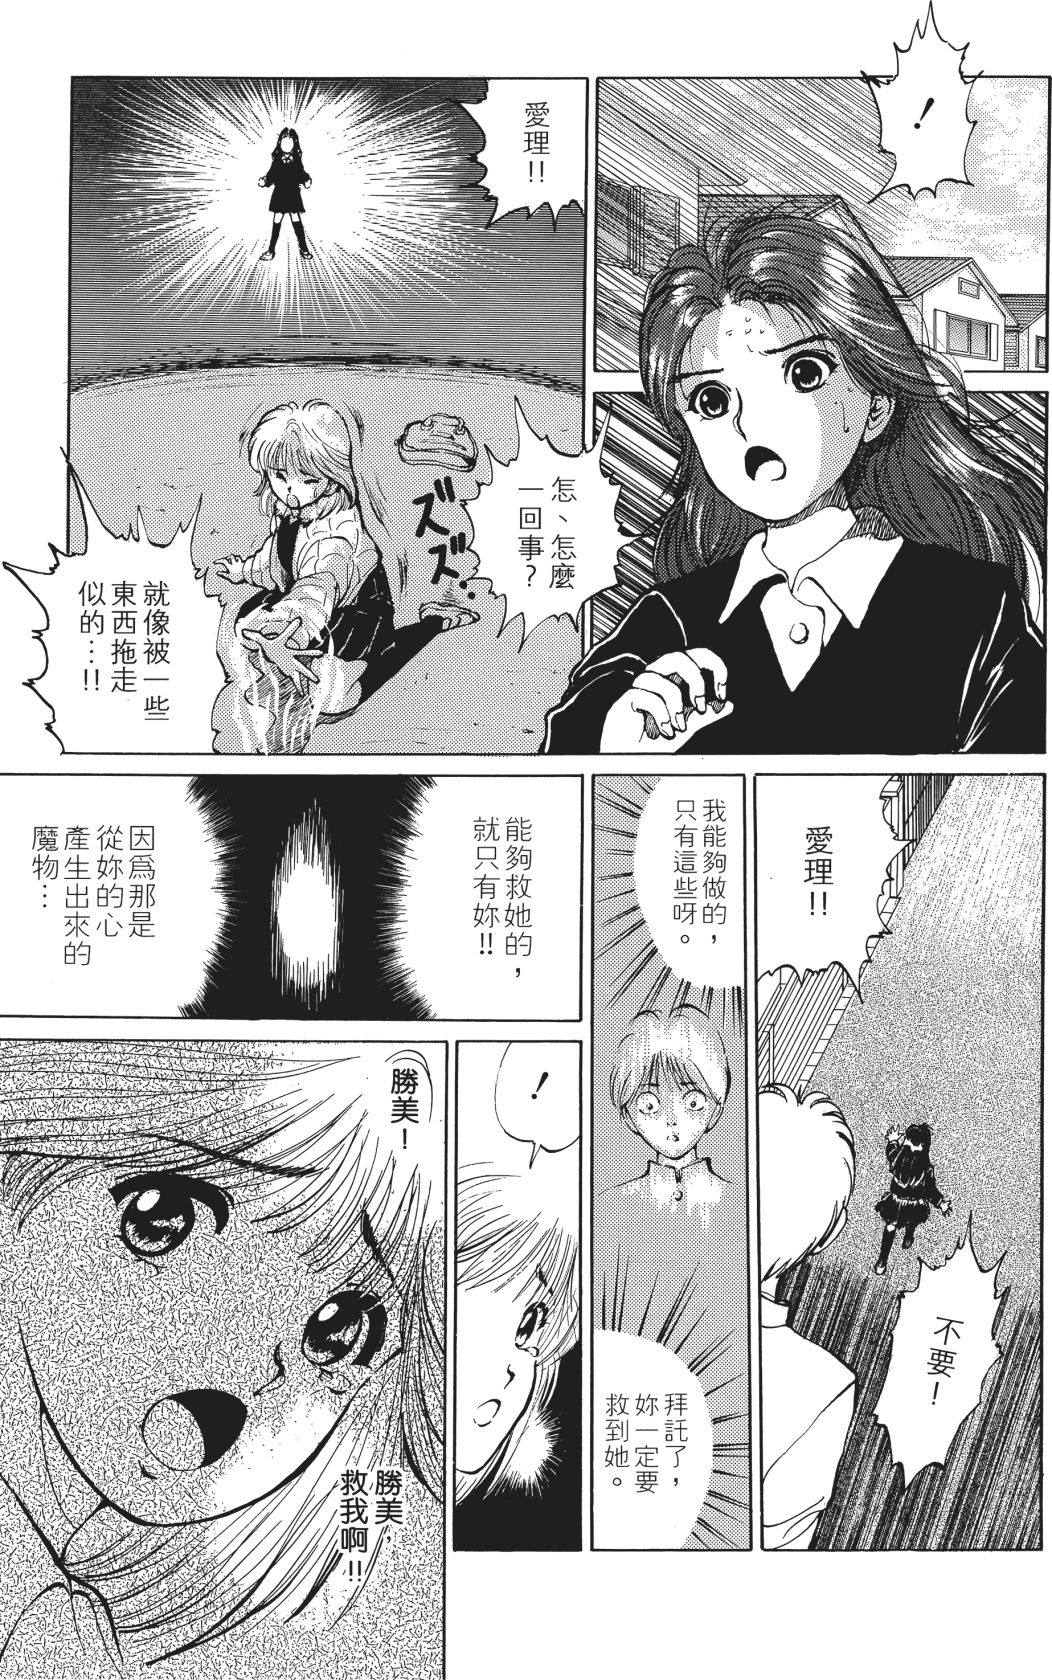 ！
怎、怎麼
一回事？
愛理!!
就像被一些
東西拖走
似的…!!
ズズ…
愛理!!
不要！
我能夠做的，
只有這些呀。
拜託了，
妳一定要
救到她。
能夠救她的，
就只有妳!!
因爲那是
從妳的心
產生出來的
魔物…
！
勝美！
勝美，
救我啊!!